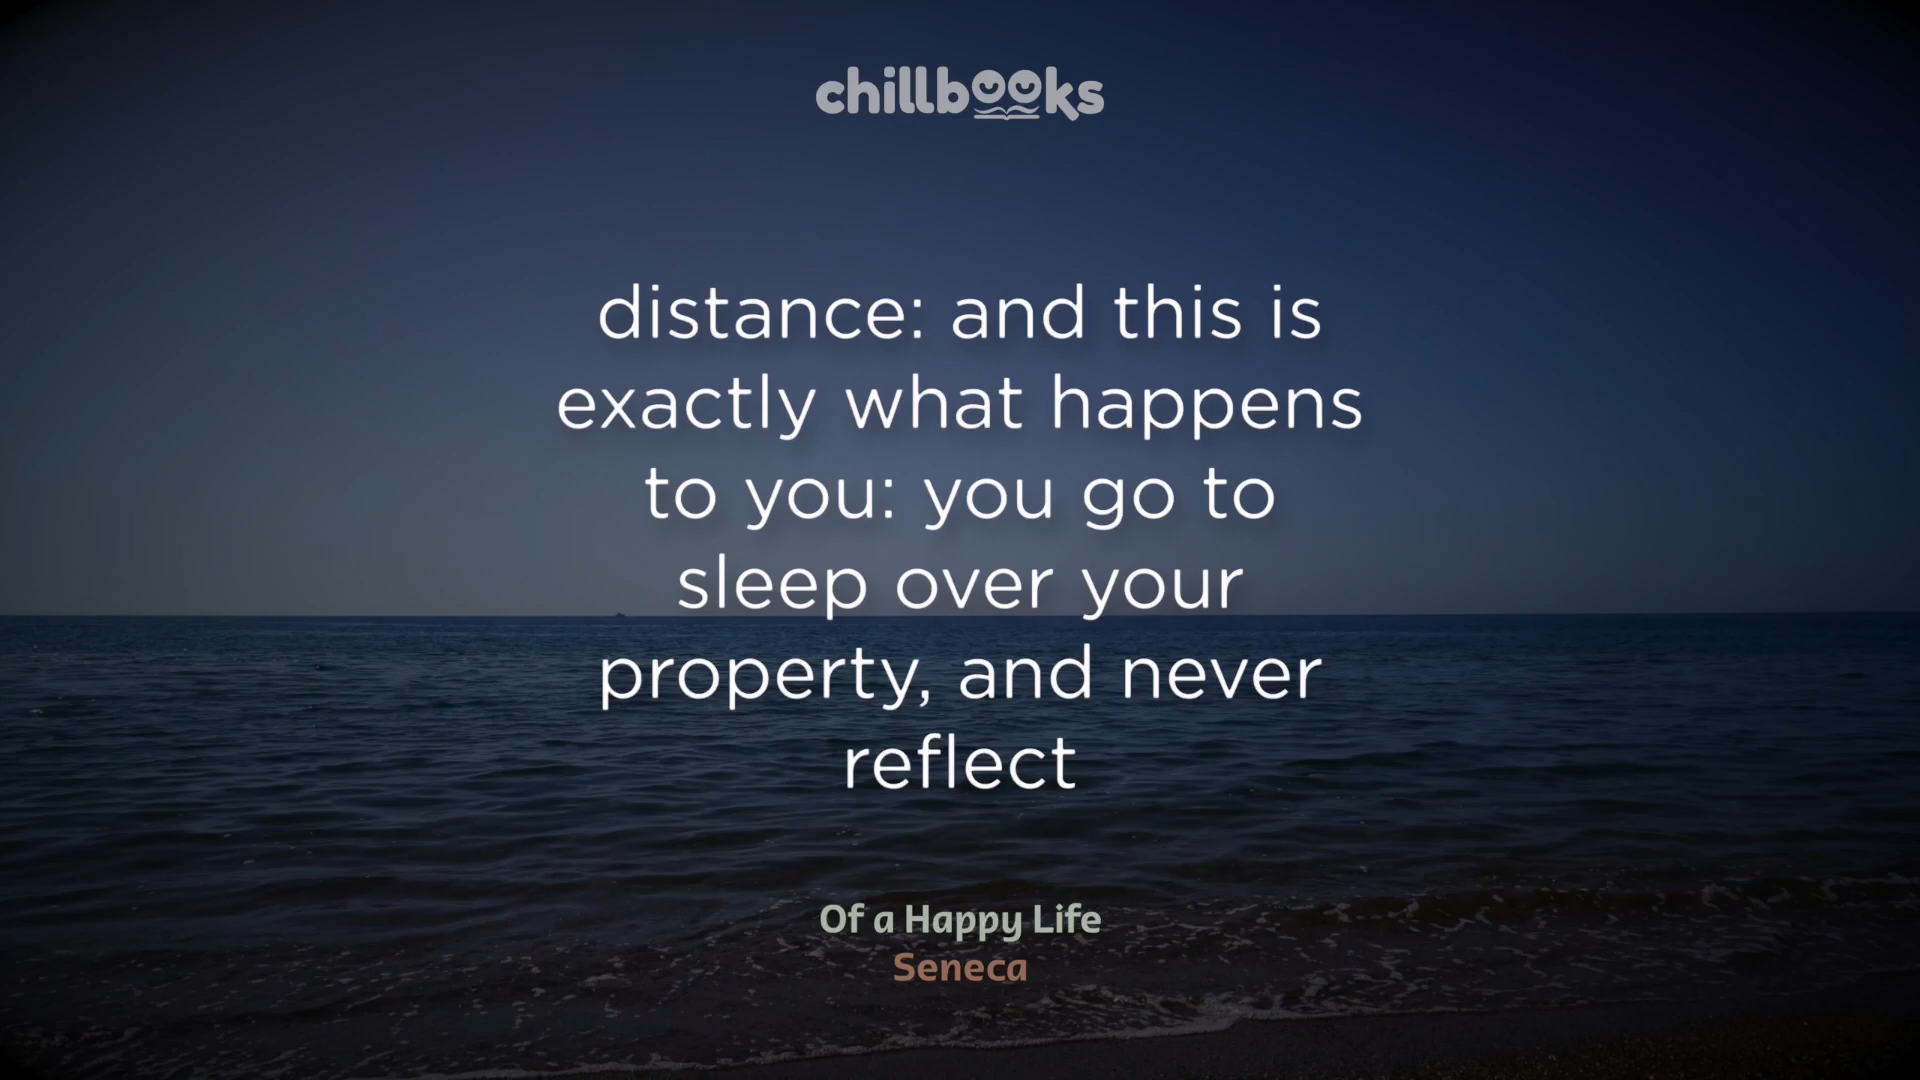 chillbooks
distance: and this is
exactly what happens
to you: you go to
sleep over your
property, and never
reflect
Of a Happy Life
Seneca